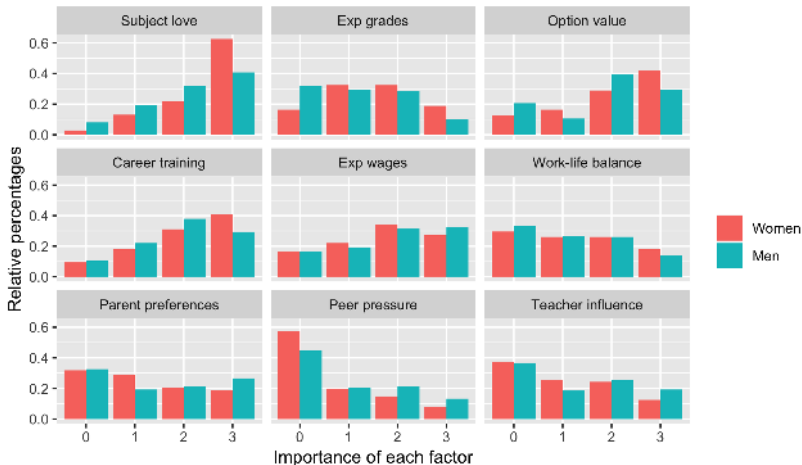 Subject love
Exp grades
Option value
0.6
0.4
0.2
0.0
Career training
Exp wages
Work-life balance
0.6
0.4
0.2
0.0
Parent preferences
Peer pressure
Teacher influence
0.6
0.4
0.2
0.0
0 1 2 3
0 1 2 3
0 1 2 3
Relative percentages
Importance of each factor
Women
Men